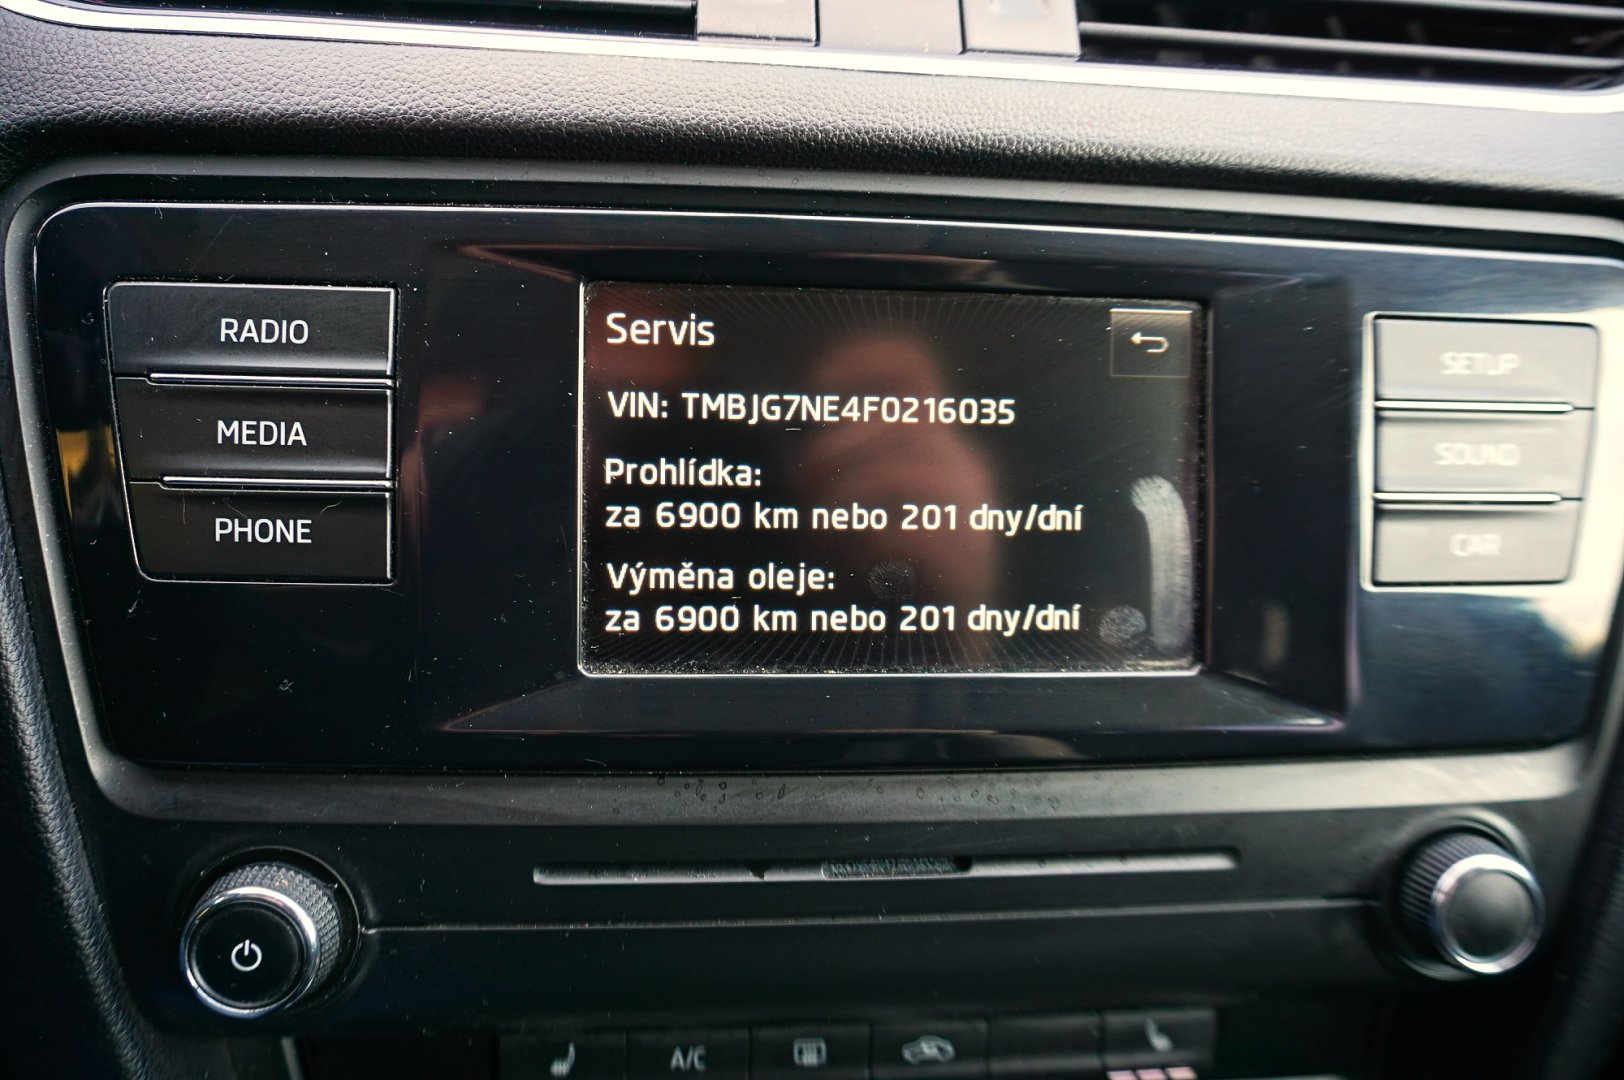 RADIO
MEDIA
PHONE
Servis
VIN: TMBJG7NE4F0216035
Prohlídka:
za 6900 km nebo 201 dny/dní
Výměna oleje:
za 6900 km nebo 201 dny/dní
SETUP
SOUND
CAR
A/C